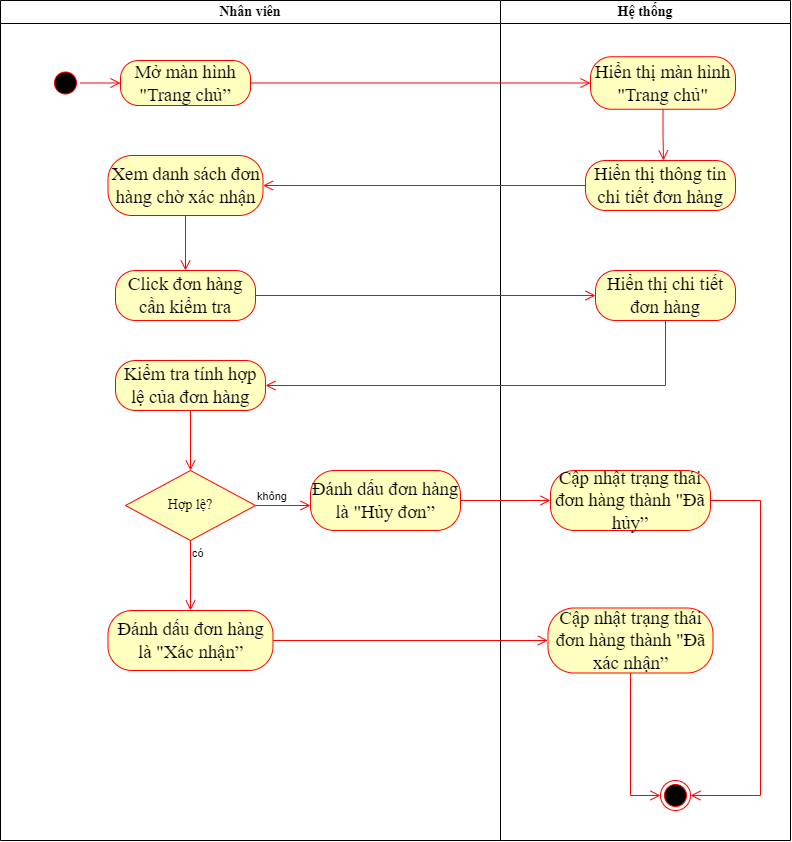 Nhân viên
Hệ thống
Mở màn hình
"Trang chủ”
Hiển thị màn hình
"Trang chủ"
Xem danh sách đơn
hàng chờ xác nhận
Hiển thị thông tin
chi tiết đơn hàng
Click đơn hàng
cần kiểm tra
Hiển thị chi tiết
đơn hàng
Kiểm tra tính hợp
lệ của đơn hàng
Hợp lệ?
không
Đánh dấu đơn hàng
là "Hủy đơn”
Cập nhật trạng thái
đơn hàng thành "Đã
hủy”
có
Đánh dấu đơn hàng
là "Xác nhận”
Cập nhật trạng thái
đơn hàng thành "Đã
xác nhận”